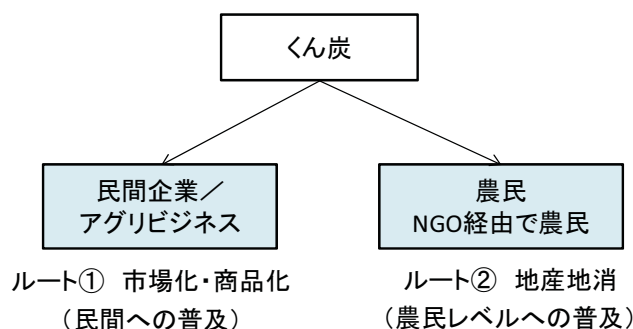 くん炭
民間企業／
アグリビジネス
農民
NGO経由で農民
ルート① 市場化・商品化
（民間への普及）
ルート② 地産地消
（農民レベルへの普及）